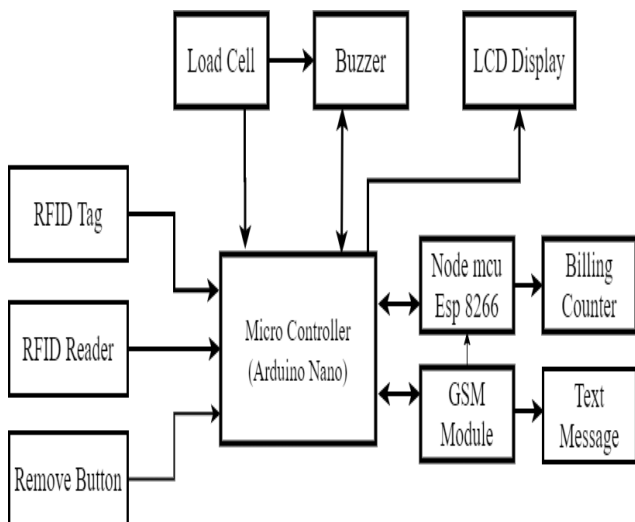 Load Cell
Buzzer
LCD Display
RFID Tag
RFID Reader
Remove Button
Micro Controller
(Arduino Nano)
Node mcu
Esp 8266
Billing
Counter
GSM
Module
Text
Message